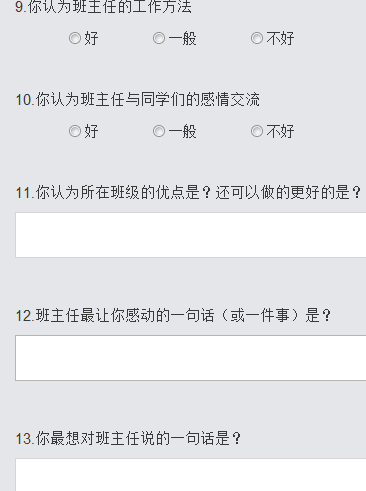 9.你认为班主任的工作方法
好 一般 不好
10.你认为班主任与同学们的感情交流
好 一般 不好
11.你认为所在班级的优点是？还可以做的更好的是？
12.班主任最让你感动的一句话（或一件事）是？
13.你最想对班主任说的一句话是？